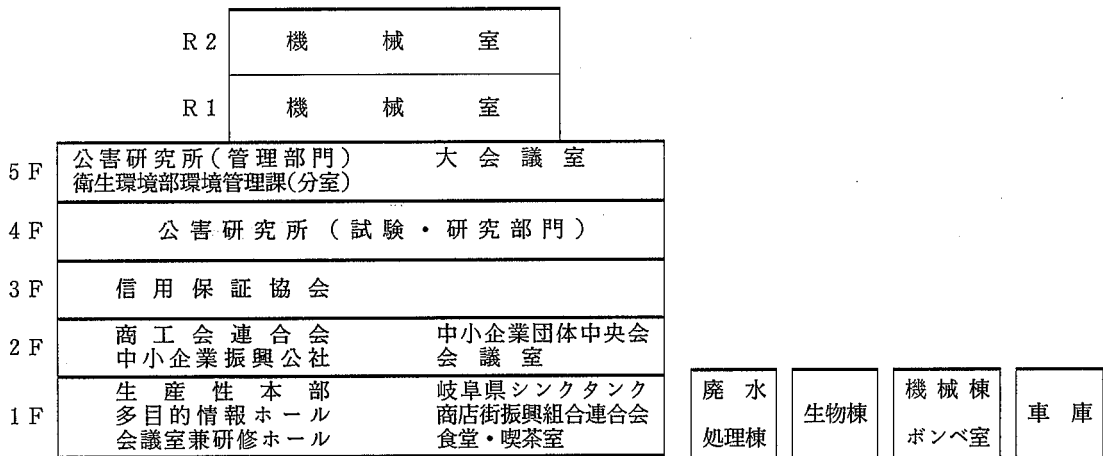 R2 機械室
R1 機械室
5F 公害研究所(管理部門) 大会議室
衛生環境部環境管理課(分室)
4F 公害研究所(試験・研究部門)
3F 信用保証協会
2F 商工会連合会 中小企業団体中央会
中小企業振興公社 会議室
1F 生産性本部 岐阜県シンクタンク
多目的情報ホール 商店街振興組合連合会
会議室兼研修ホール 食堂・喫茶室
廃水
処理棟
生物棟
機械棟
ボンベ室
車庫